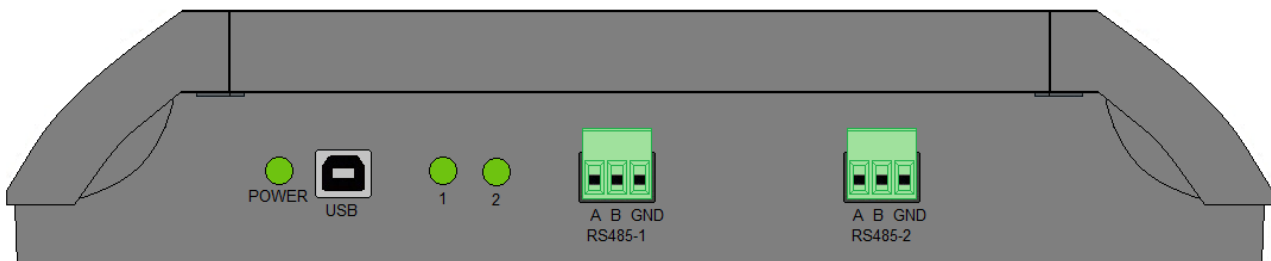 POWER
USB
1
2
A B GND
RS485-1
A B GND
RS485-2